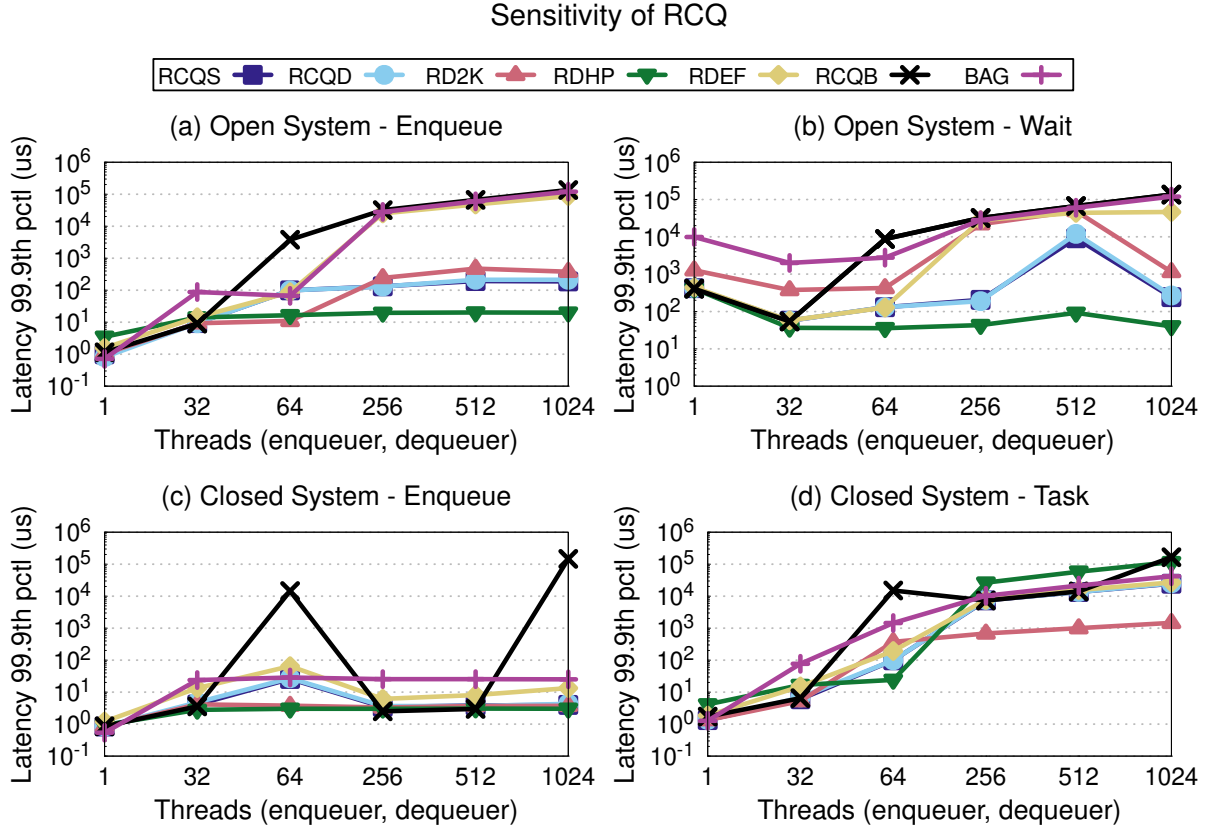 Sensitivity of RCQ
RCQS RCQD RD2K RDHP RDEF RCQB BAG
(a) Open System - Enqueue
Latency 99.9th pctl (us)
10^6
10^5
10^4
10^3
10^2
10^1
10^0
10^-1
1 32 64 256 512 1024
Threads (enqueuer, dequeuer)
(b) Open System - Wait
Latency 99.9th pctl (us)
10^6
10^5
10^4
10^3
10^2
10^1
10^0
1 32 64 256 512 1024
Threads (enqueuer, dequeuer)
(c) Closed System - Enqueue
Latency 99.9th pctl (us)
10^6
10^5
10^4
10^3
10^2
10^1
10^0
10^-1
1 32 64 256 512 1024
Threads (enqueuer, dequeuer)
(d) Closed System - Task
Latency 99.9th pctl (us)
10^6
10^5
10^4
10^3
10^2
10^1
10^0
10^-1
1 32 64 256 512 1024
Threads (enqueuer, dequeuer)